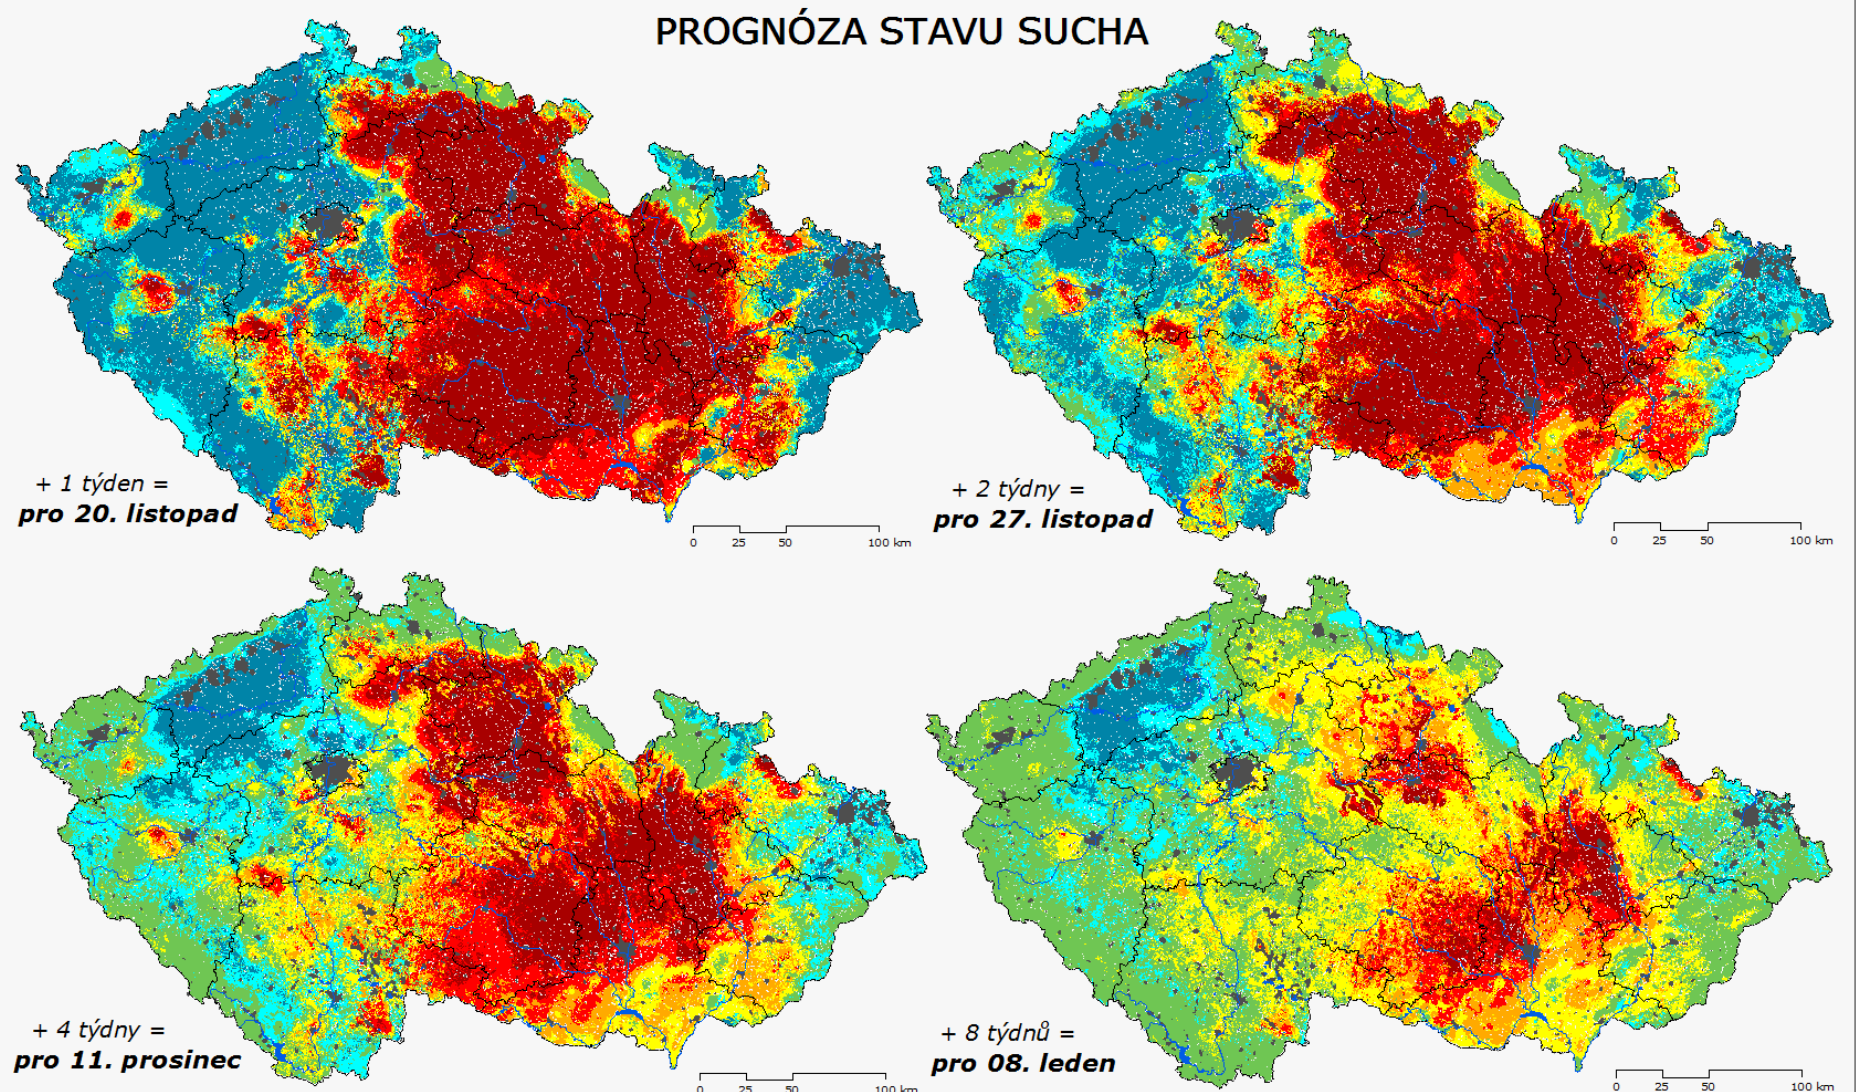 PROGNÓZA STAVU SUCHA
+ 1 týden =
pro 20. listopad
0 25 50 100 km
+ 2 týdny =
pro 27. listopad
0 25 50 100 km
+ 4 týdny =
pro 11. prosinec
0 25 50 100 km
+ 8 týdnů =
pro 08. leden
0 25 50 100 km